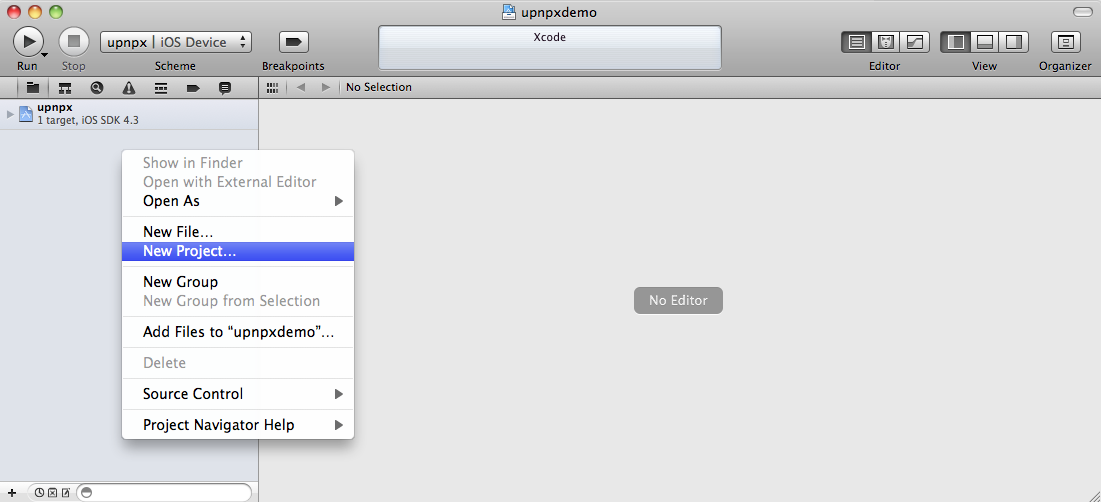 upnpxdemo
upnpx | iOS Device
Xcode
Run
Stop
Scheme
Breakpoints
Editor
View
Organizer
No Selection
upnpx
1 target, iOS SDK 4.3
Show in Finder
Open with External Editor
Open As
New File...
New Project...
New Group
New Group from Selection
Add Files to “upnpxdemo”...
Delete
Source Control
Project Navigator Help
No Editor